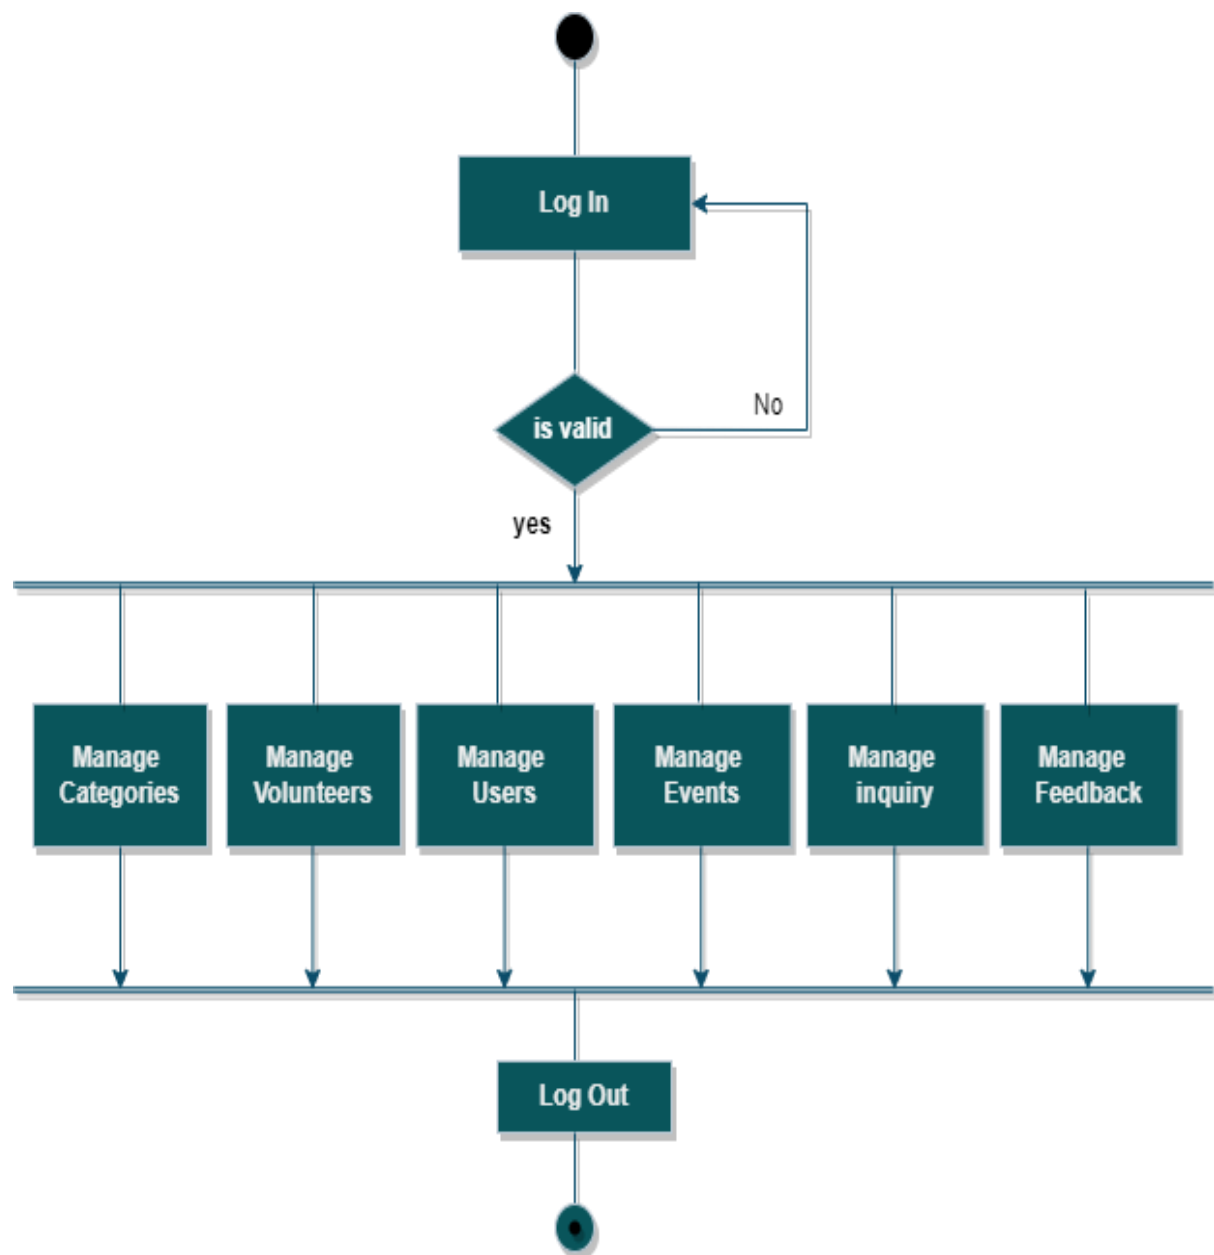 Log In
is valid
No
yes
Manage
Categories
Manage
Volunteers
Manage
Users
Manage
Events
Manage
inquiry
Manage
Feedback
Log Out